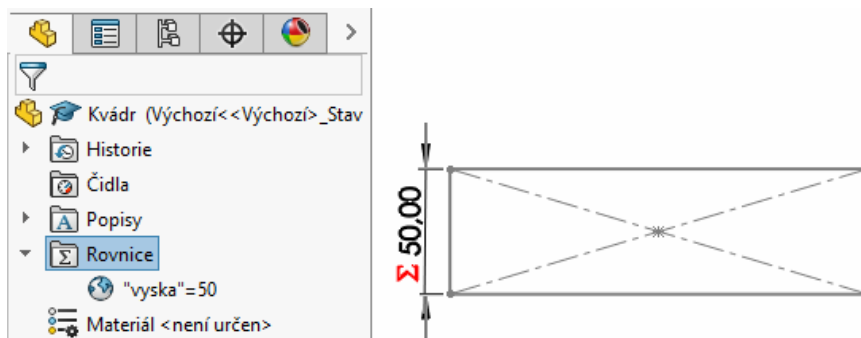 Kvádr (Výchozí<<Výchozí>_Stav
Historie
Čidla
A Popisy
Σ Rovnice
"vyska"=50
Materiál <není určen>
Σ 50,00